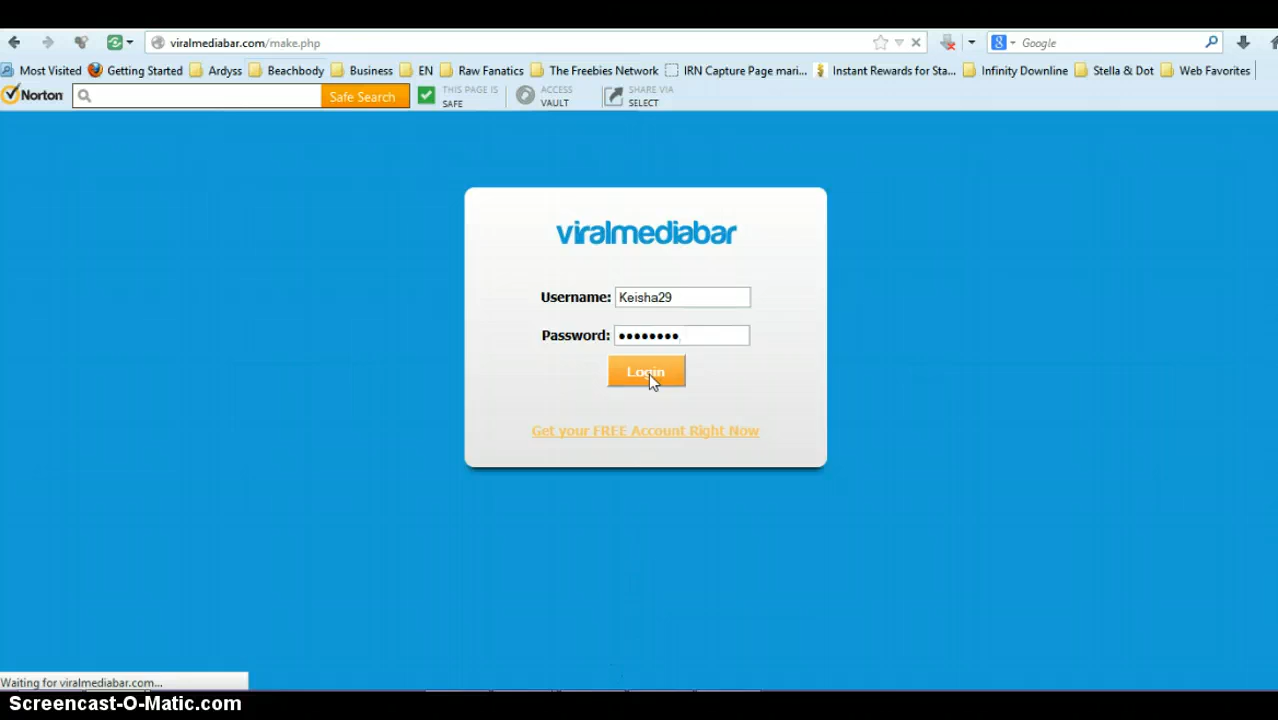 viralmediabar.com/make.php
Google
Most Visited Getting Started Ardyss Beachbody Business EN Raw Fanatics The Freebies Network IRN Capture Page mari... Instant Rewards for Sta... Infinity Downline Stella & Dot Web Favorites
Norton Safe Search THIS PAGE IS SAFE ACCESS VAULT SHARE VIA SELECT
viralmediabar
Username: Keisha29
Password: ••••••••
Login
Get your FREE Account Right Now
Waiting for viralmediabar.com...
Screencast-O-Matic.com